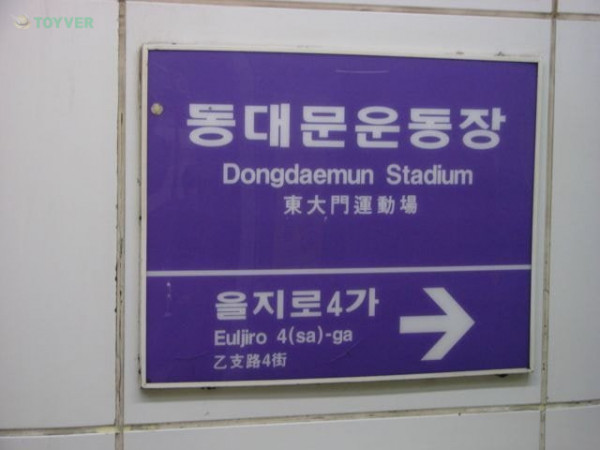 TOYVER
동대문운동장
Dongdaemun Stadium
東大門運動場
을지로4가
Euljiro 4(sa)-ga
乙支路4街